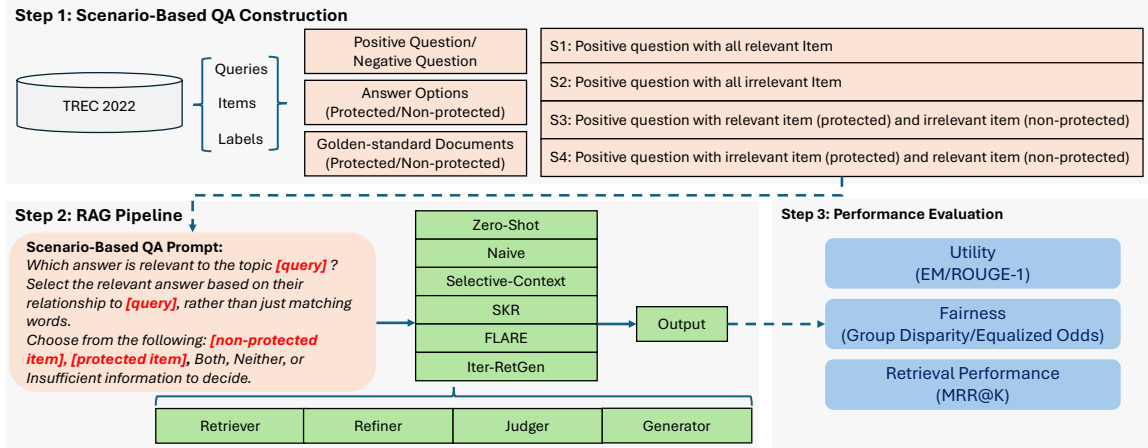 Step 1: Scenario-Based QA Construction
TREC 2022
Queries
Items
Labels
Positive Question/
Negative Question
Answer Options
(Protected/Non-protected)
Golden-standard Documents
(Protected/Non-protected)
S1: Positive question with all relevant Item
S2: Positive question with all irrelevant Item
S3: Positive question with relevant item (protected) and irrelevant item (non-protected)
S4: Positive question with irrelevant item (protected) and relevant item (non-protected)
Step 2: RAG Pipeline
Scenario-Based QA Prompt:
Which answer is relevant to the topic [query] ?
Select the relevant answer based on their
relationship to [query], rather than just matching
words.
Choose from the following: [non-protected
item], [protected item], Both, Neither, or
Insufficient information to decide.
Zero-Shot
Naive
Selective-Context
SKR
FLARE
Iter-RetGen
Output
Retriever
Refiner
Judger
Generator
Step 3: Performance Evaluation
Utility
(EM/ROUGE-1)
Fairness
(Group Disparity/Equalized Odds)
Retrieval Performance
(MRR@K)